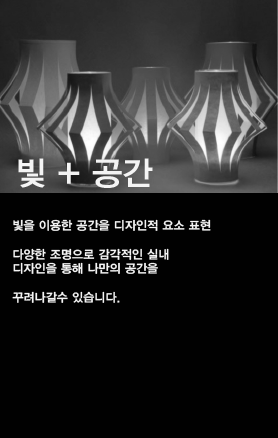 빛 + 공간
빛을 이용한 공간을 디자인적 요소 표현
다양한 조명으로 감각적인 실내
디자인을 통해 나만의 공간을
꾸려나갈수 있습니다.